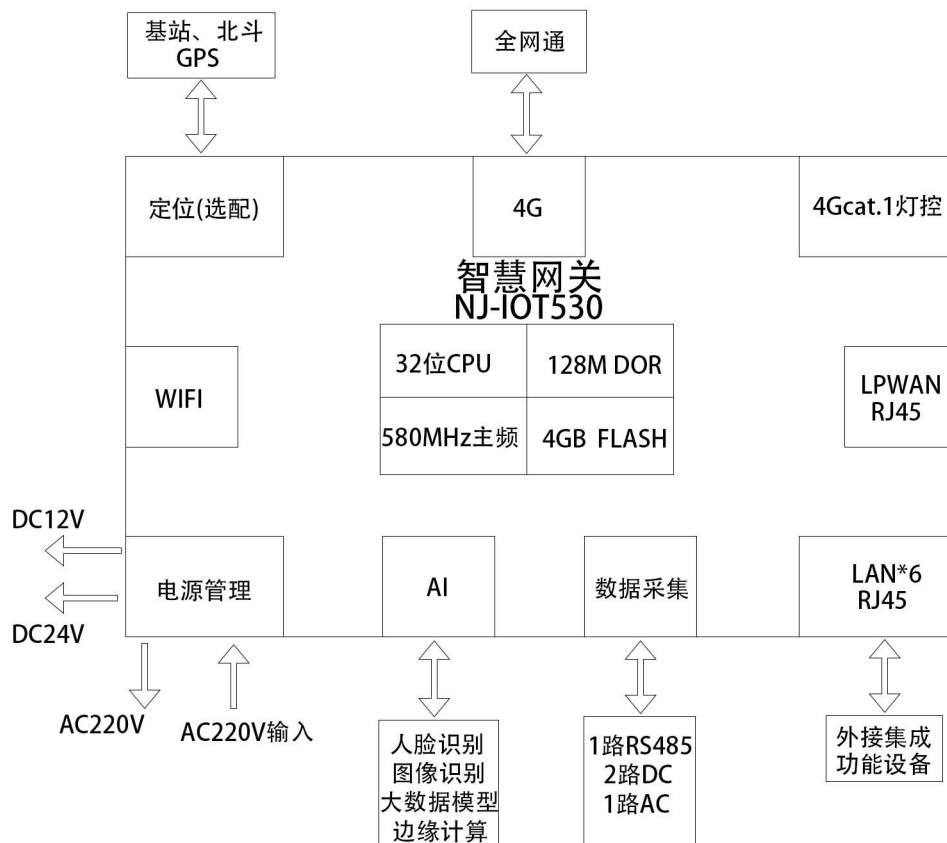 基站、北斗
GPS
全网通
定位(选配)
4G
4Gcat.1灯控
智慧网关
NJ-IOT530
32位CPU
128M DOR
580MHz主频
4GB FLASH
WIFI
LPWAN
RJ45
DC12V
DC24V
电源管理
AI
数据采集
LAN*6
RJ45
AC220V
AC220V输入
人脸识别
图像识别
大数据模型
边缘计算
1路RS485
2路DC
1路AC
外接集成
功能设备